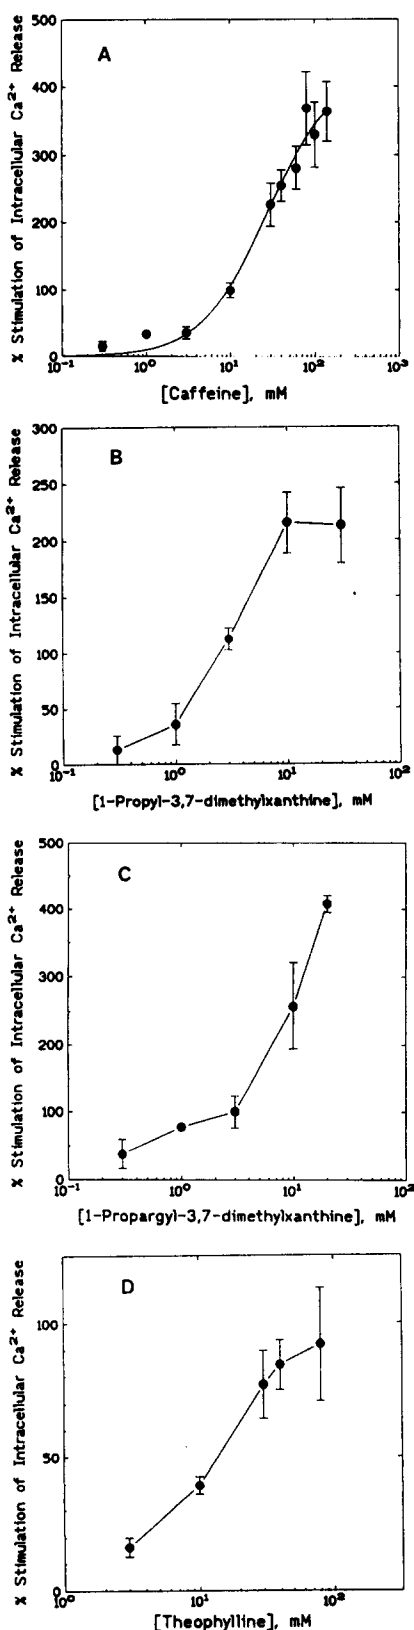 % Stimulation of Intracellular Ca²⁺ Release
A
500
400
300
200
100
0
10⁻¹ 10⁰ 10¹ 10² 10⁻³
[Caffeine], mM
% Stimulation of Intracellular Ca²⁺ Release
B
300
250
200
150
100
50
0
10⁻¹ 10⁰ 10¹ 10²
[1-Propyl-3,7-dimethylxanthine], mM
% Stimulation of Intracellular Ca²⁺ Release
C
500
400
300
200
100
0
10⁻¹ 10⁰ 10¹ 10²
[1-Propargyl-3,7-dimethylxanthine], mM
% Stimulation of Intracellular Ca²⁺ Release
D
100
50
0
10⁰ 10¹ 10²
[Theophylline], mM